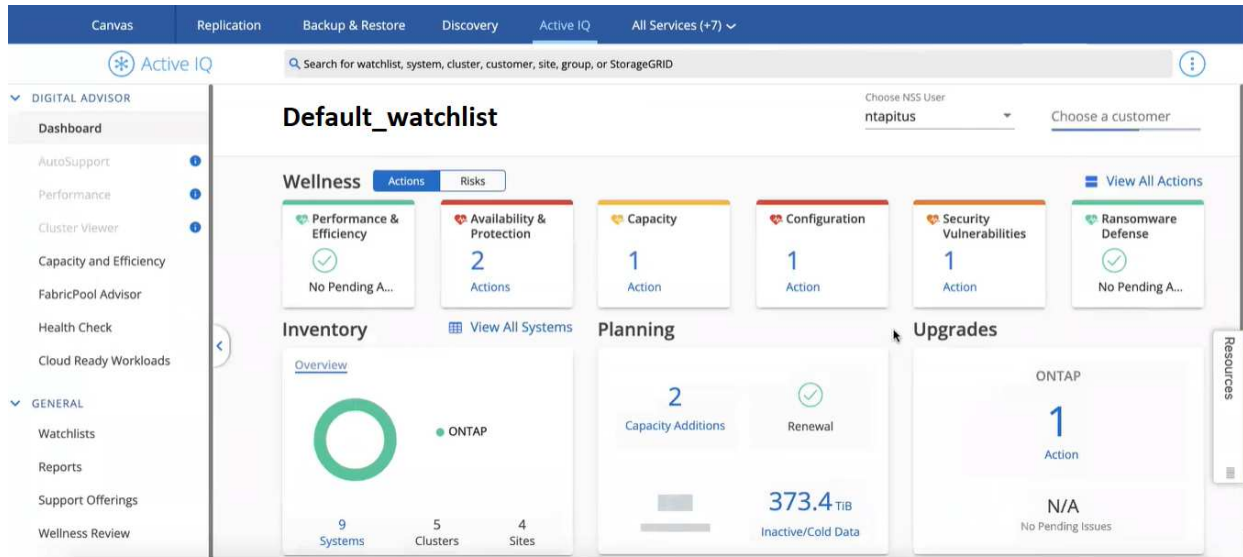 Canvas Replication Backup & Restore Discovery Active IQ All Services (+7)
Active IQ
Search for watchlist, system, cluster, customer, site, group, or StorageGRID
DIGITAL ADVISOR
Dashboard
AutoSupport
Performance
Cluster Viewer
Capacity and Efficiency
FabricPool Advisor
Health Check
Cloud Ready Workloads
GENERAL
Watchlists
Reports
Support Offerings
Wellness Review
Default_watchlist
Choose NSS User
ntapitus
Choose a customer
Wellness Actions Risks View All Actions
Performance &
Efficiency
No Pending A...
Availability &
Protection
2
Actions
Capacity
1
Action
Configuration
1
Action
Security
Vulnerabilities
1
Action
Ransomware
Defense
No Pending A...
Inventory View All Systems
Overview
ONTAP
9
Systems
5
Clusters
4
Sites
Planning
2
Capacity Additions
Renewal
373.4 TiB
Inactive/Cold Data
Upgrades
ONTAP
1
Action
N/A
No Pending Issues
Resources